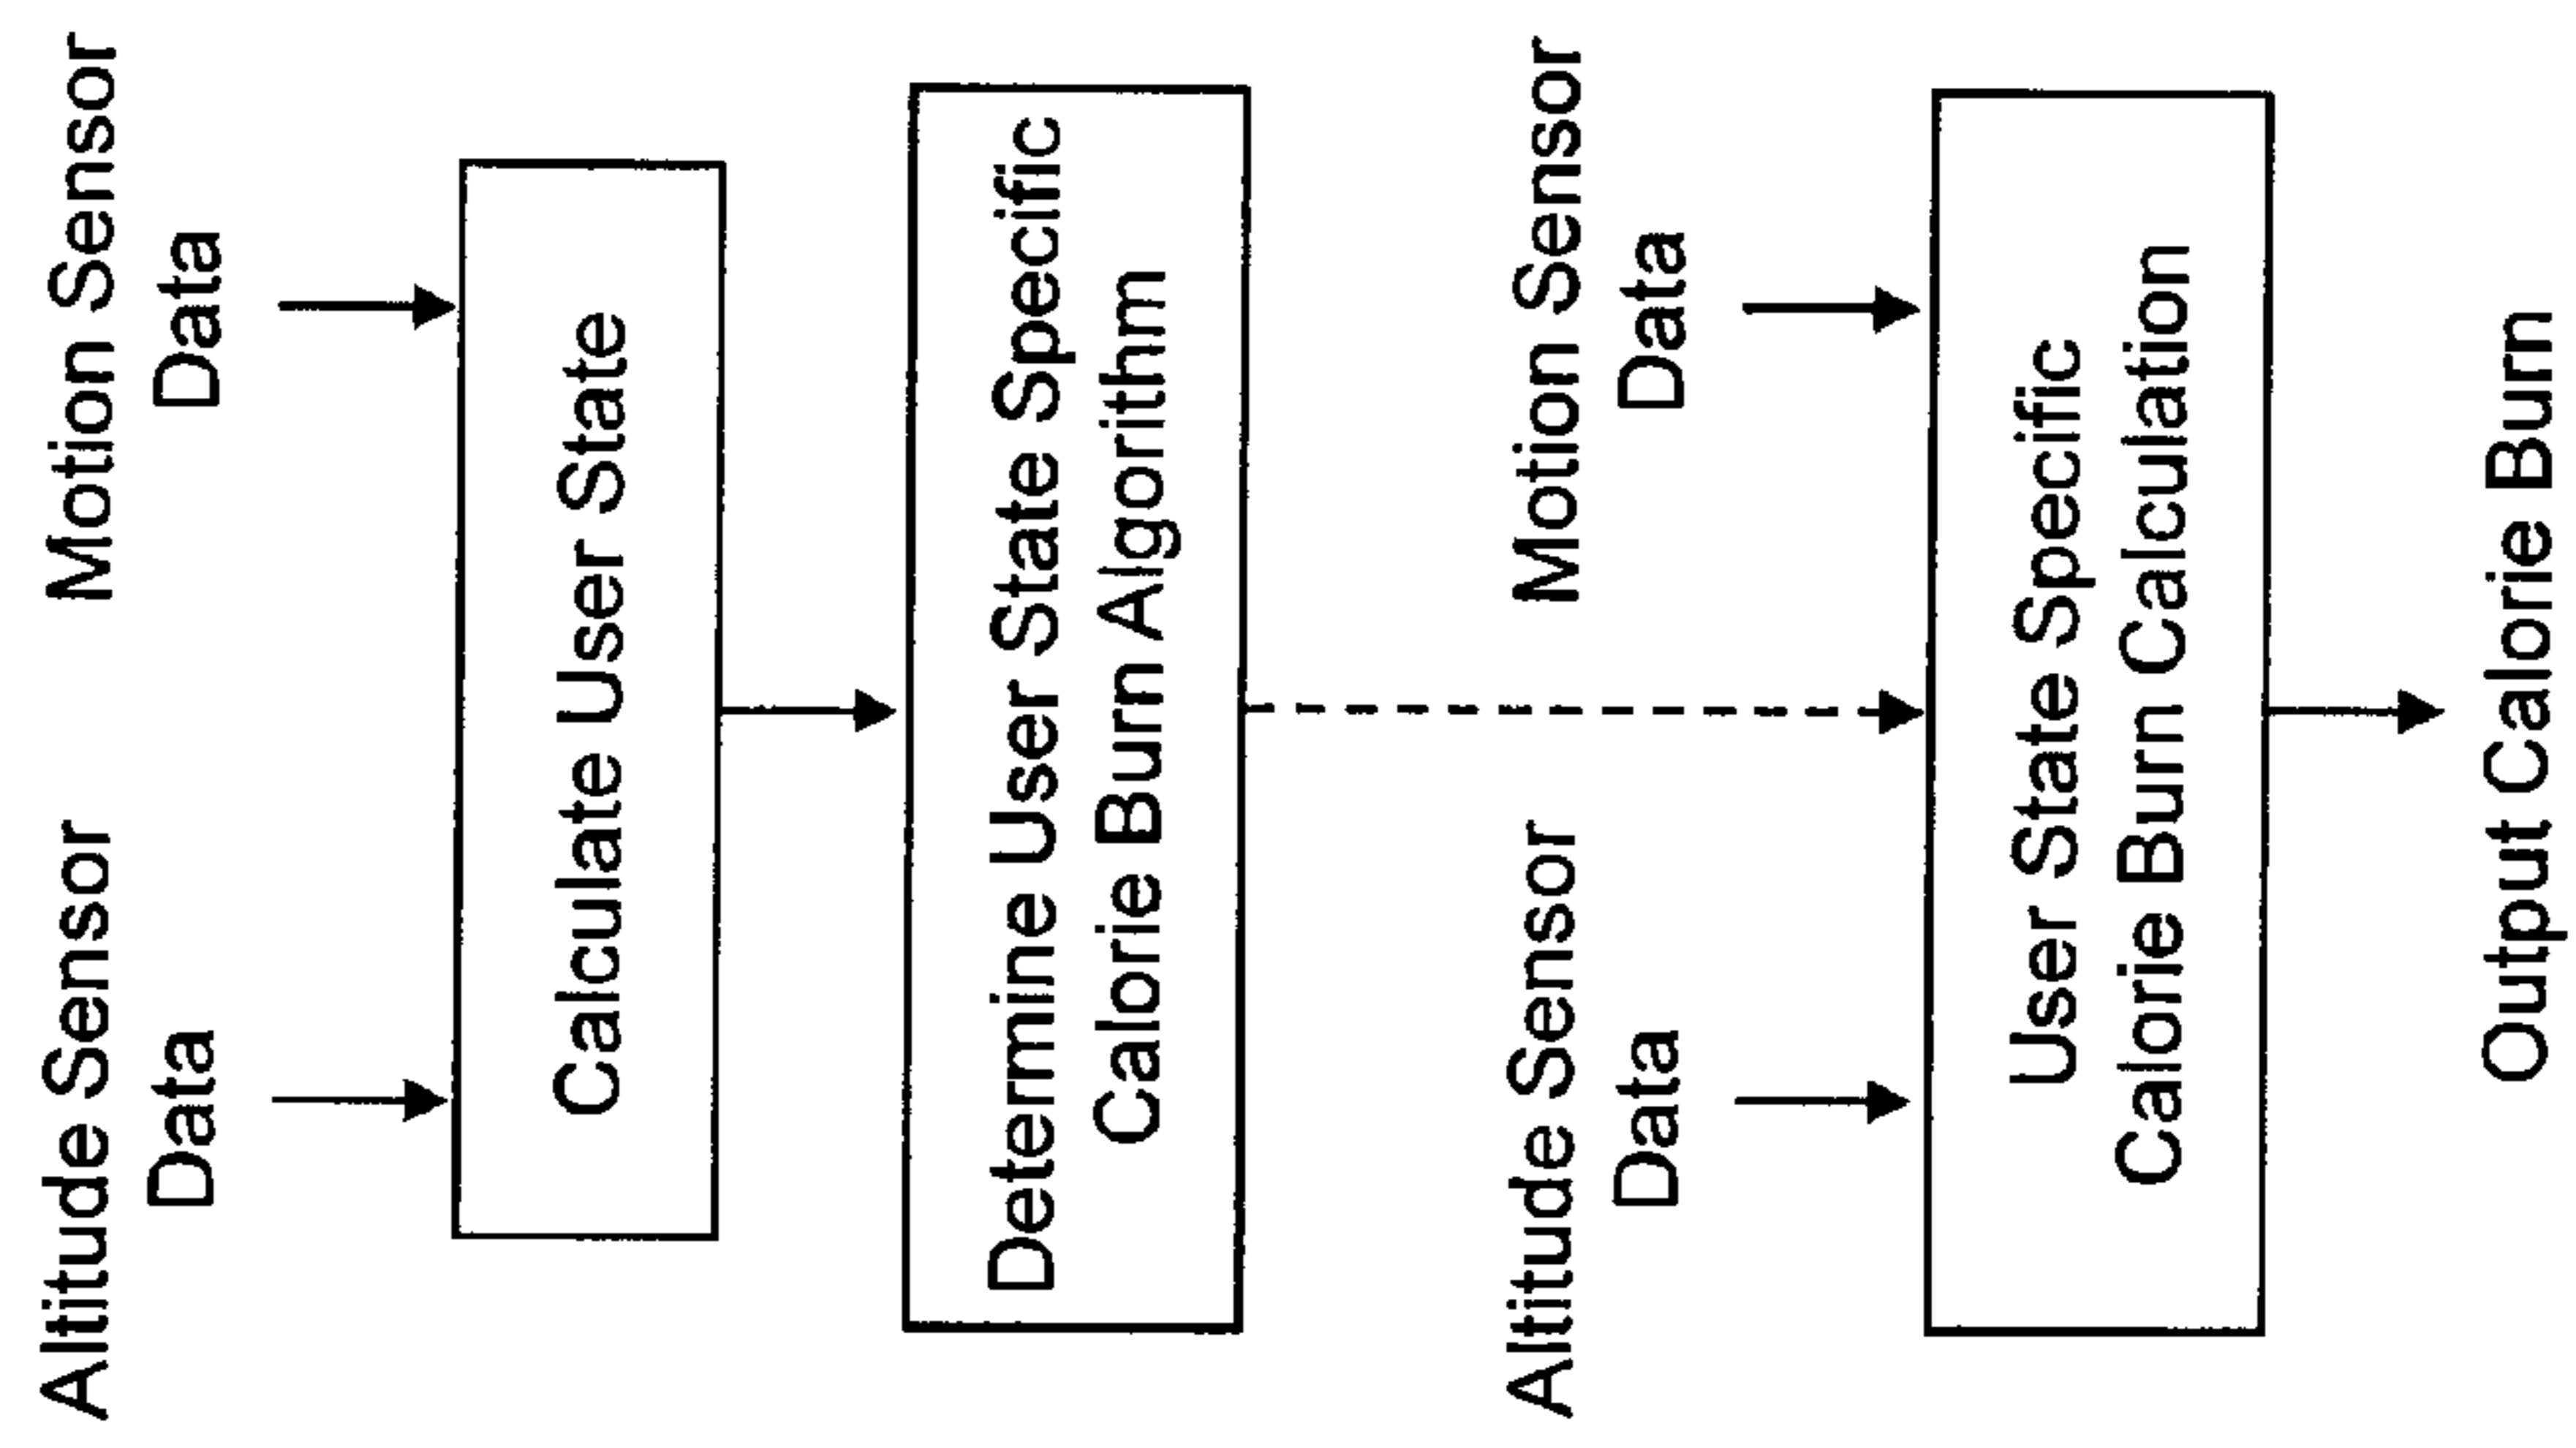 Altitude Sensor
Data
Motion Sensor
Data
Calculate User State
Determine User State Specific
Calorie Burn Algorithm
Altitude Sensor
Data
Motion Sensor
Data
User State Specific
Calorie Burn Calculation
Output Calorie Burn